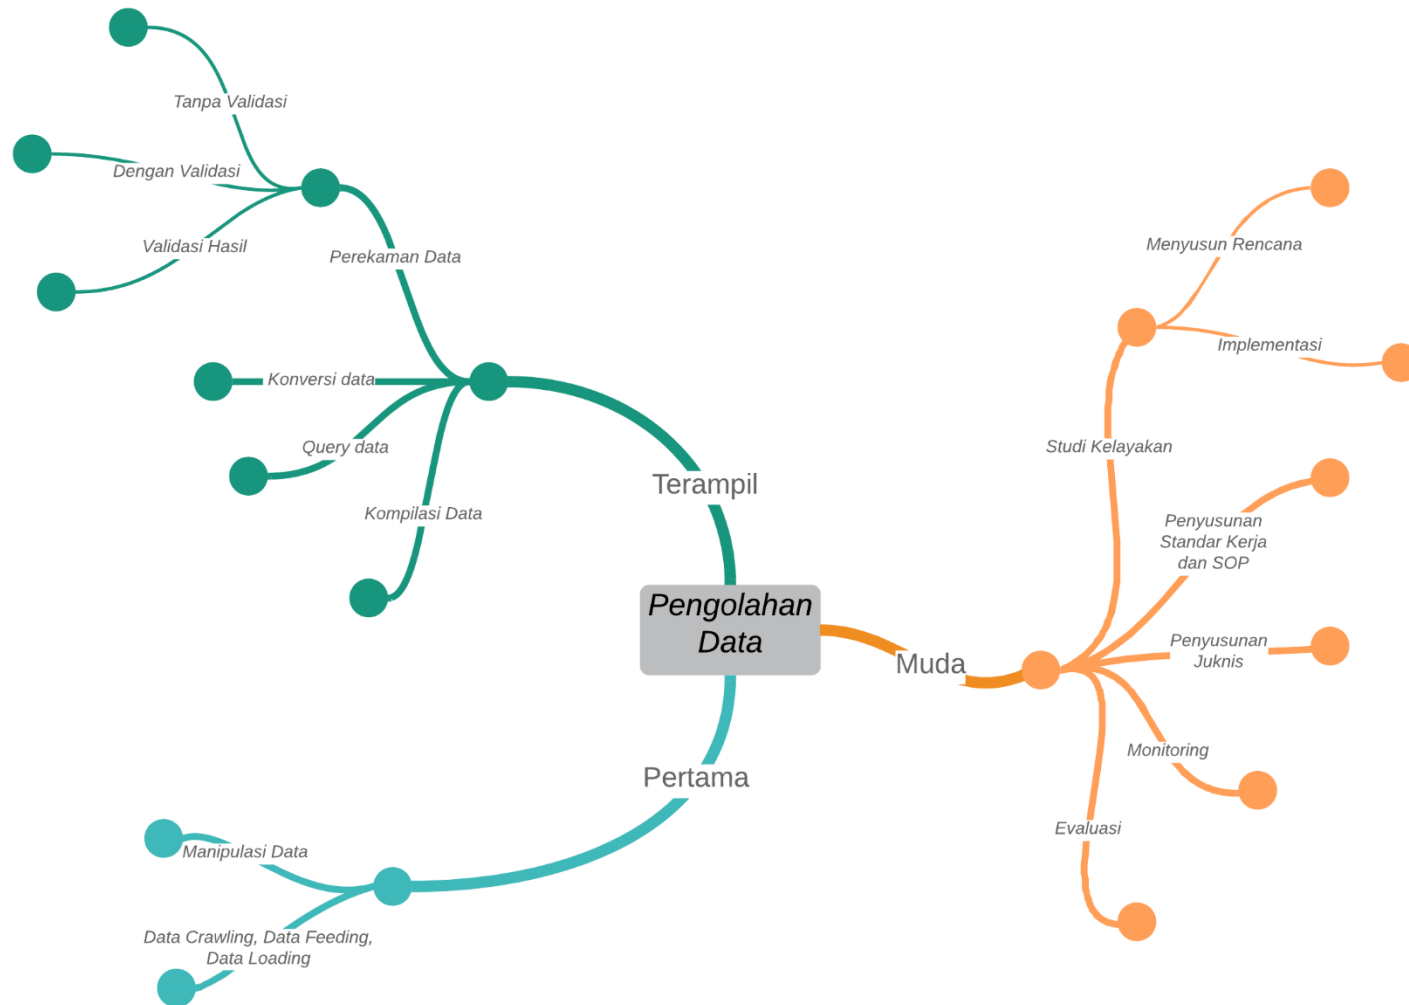 Tanpa Validasi
Dengan Validasi
Validasi Hasil
Perekaman Data
Konversi data
Query data
Kompilasi Data
Terampil
Pengolahan
Data
Pertama
Manipulasi Data
Data Crawling, Data Feeding,
Data Loading
Muda
Menyusun Rencana
Implementasi
Studi Kelayakan
Penyusunan
Standar Kerja
dan SOP
Penyusunan
Juknis
Monitoring
Evaluasi